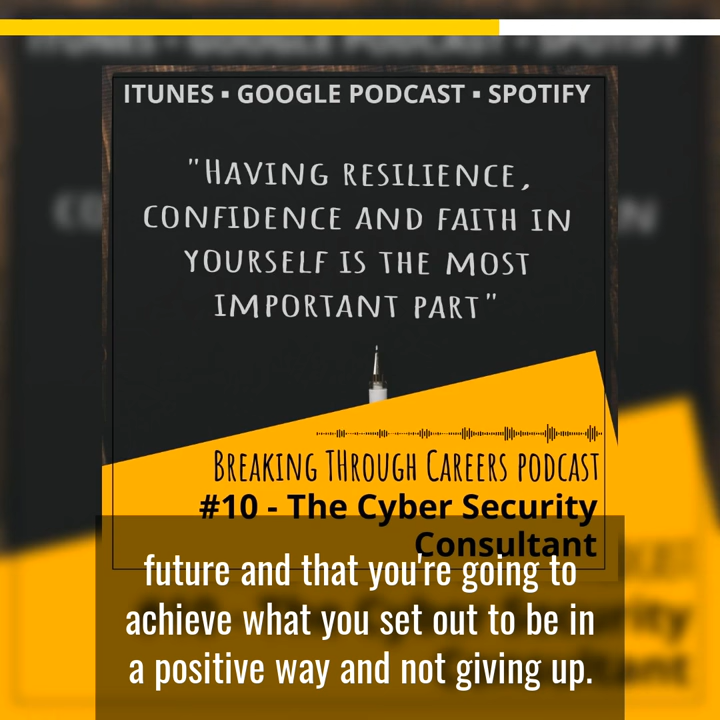 ITUNES ▪ GOOGLE PODCAST ▪ SPOTIFY
"HAVING RESILIENCE,
CONFIDENCE AND FAITH IN
YOURSELF IS THE MOST
IMPORTANT PART"
BREAKING THROUGH CAREERS PODCAST
#10 - The Cyber Security
Consultant
future and that you're going to
achieve what you set out to be in
a positive way and not giving up.